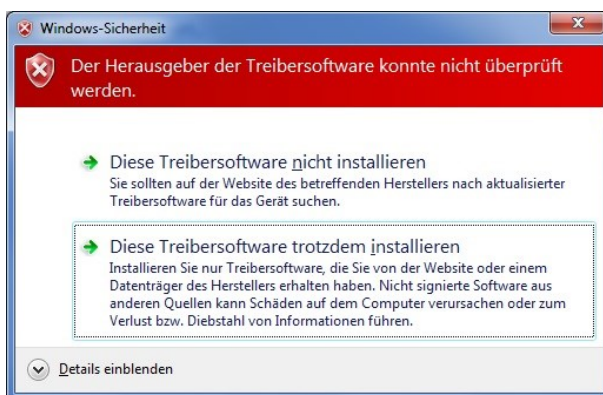 Windows-Sicherheit
Der Herausgeber der Treibersoftware konnte nicht überprüft
werden.
Diese Treibersoftware nicht installieren
Sie sollten auf der Website des betreffenden Herstellers nach aktualisierter
Treibersoftware für das Gerät suchen.
Diese Treibersoftware trotzdem installieren
Installieren Sie nur Treibersoftware, die Sie von der Website oder einem
Datenträger des Herstellers erhalten haben. Nicht signierte Software aus
anderen Quellen kann Schäden auf dem Computer verursachen oder zum
Verlust bzw. Diebstahl von Informationen führen.
Details einblenden